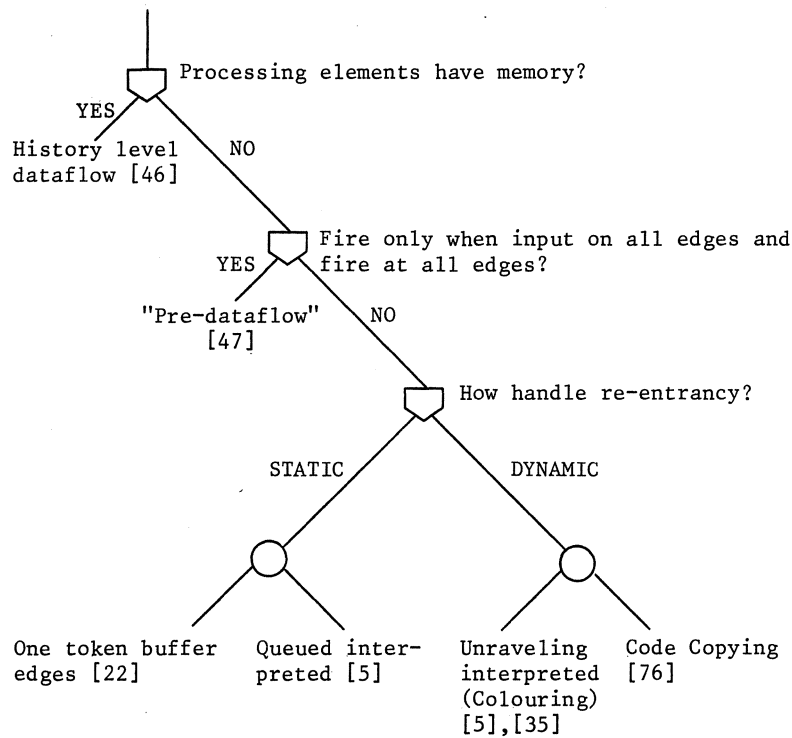 Processing elements have memory?
YES
History level
dataflow [46]
NO
Fire only when input on all edges and
fire at all edges?
YES
"Pre-dataflow"
[47]
NO
How handle re-entrancy?
STATIC
DYNAMIC
One token buffer
edges [22]
Queued inter-
preted [5]
Unraveling
interpreted
(Colouring)
[5],[35]
Code Copying
[76]